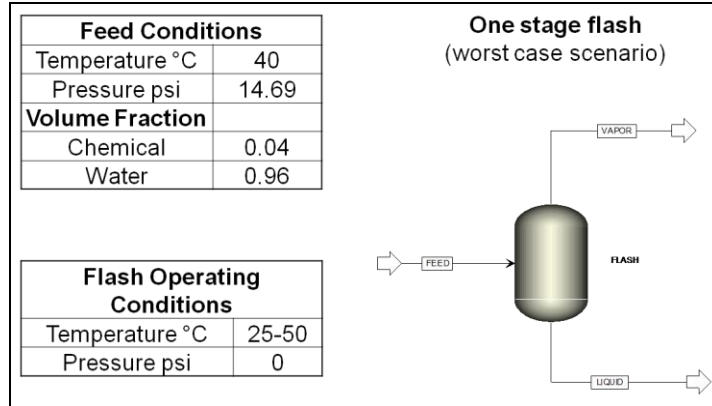 Feed Conditions
Temperature °C 40
Pressure psi 14.69
Volume Fraction
Chemical 0.04
Water 0.96
Flash Operating
Conditions
Temperature °C 25-50
Pressure psi 0
One stage flash
(worst case scenario)
VAPOR
FEED
FLASH
LIQUID